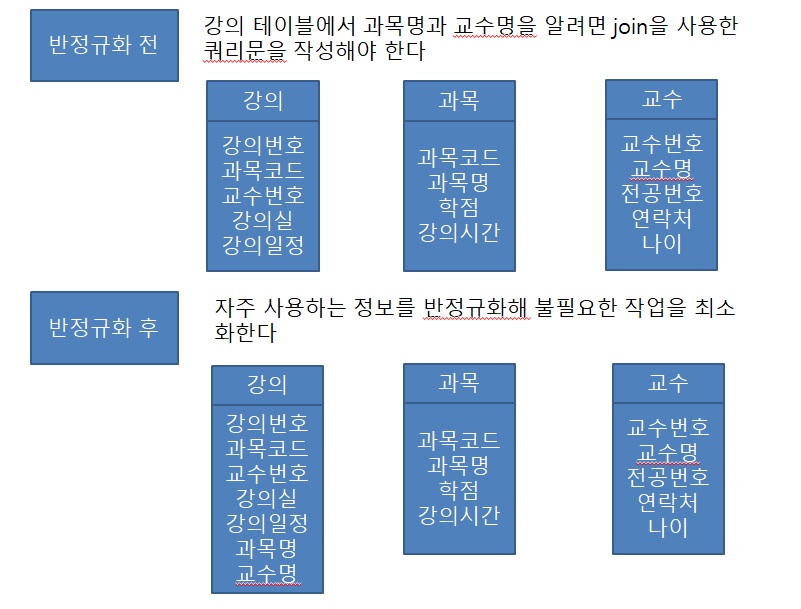 반정규화 전
강의 테이블에서 과목명과 교수명을 알려면 join을 사용한
쿼리문을 작성해야 한다
강의
강의번호
과목코드
교수번호
강의실
강의일정
과목
과목코드
과목명
학점
강의시간
교수
교수번호
교수명
전공번호
연락처
나이
반정규화 후
자주 사용하는 정보를 반정규화해 불필요한 작업을 최소
화한다
강의
강의번호
과목코드
교수번호
강의실
강의일정
과목명
교수명
과목
과목코드
과목명
학점
강의시간
교수
교수번호
교수명
전공번호
연락처
나이